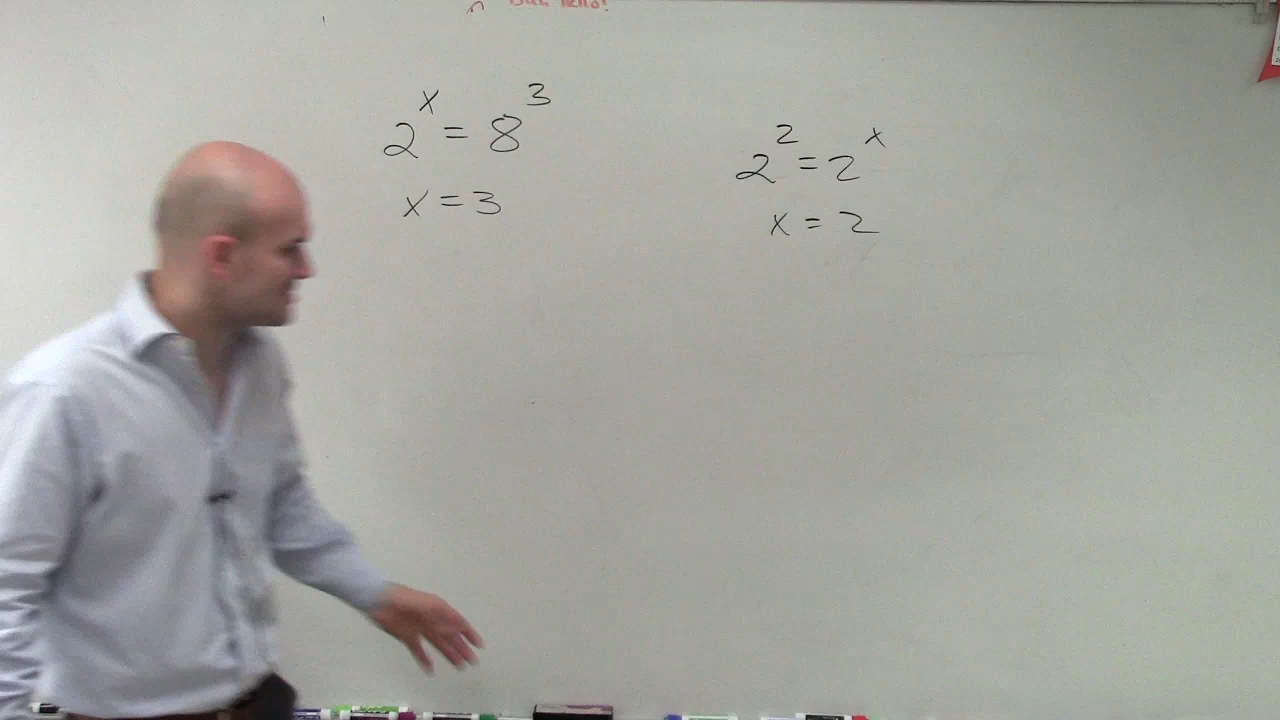 2^x = 8^3
x = 3
2^2 = 2^x
x = 2